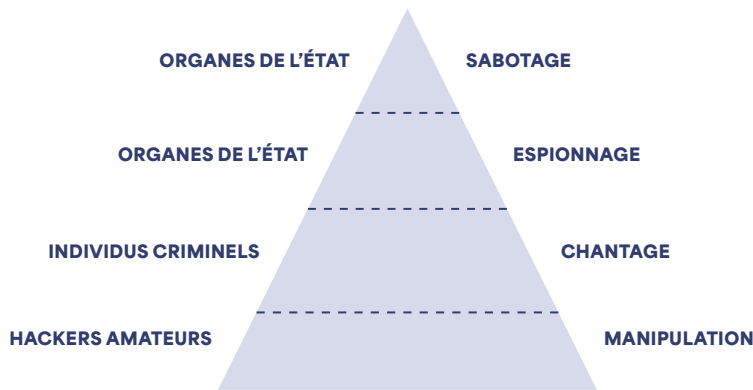 ORGANES DE L’ÉTAT
SABOTAGE
ORGANES DE L’ÉTAT
ESPIONNAGE
INDIVIDUS CRIMINELS
CHANTAGE
HACKERS AMATEURS
MANIPULATION